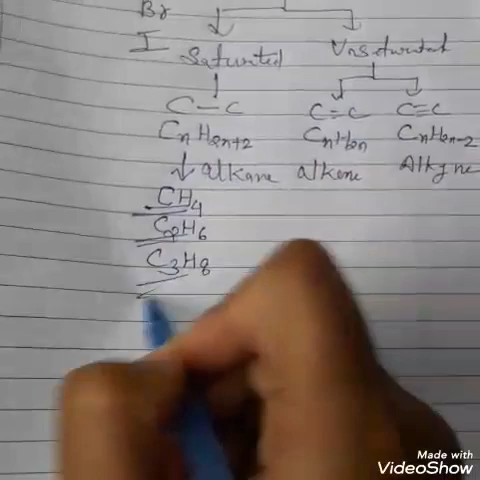 Br
I
Saturated Unsaturated
C-C C=C C≡C
CnH2n+2 CnH2n CnH2n-2
alkane alkene Alkyne
CH4
C2H6
C3H8
Made with
VideoShow